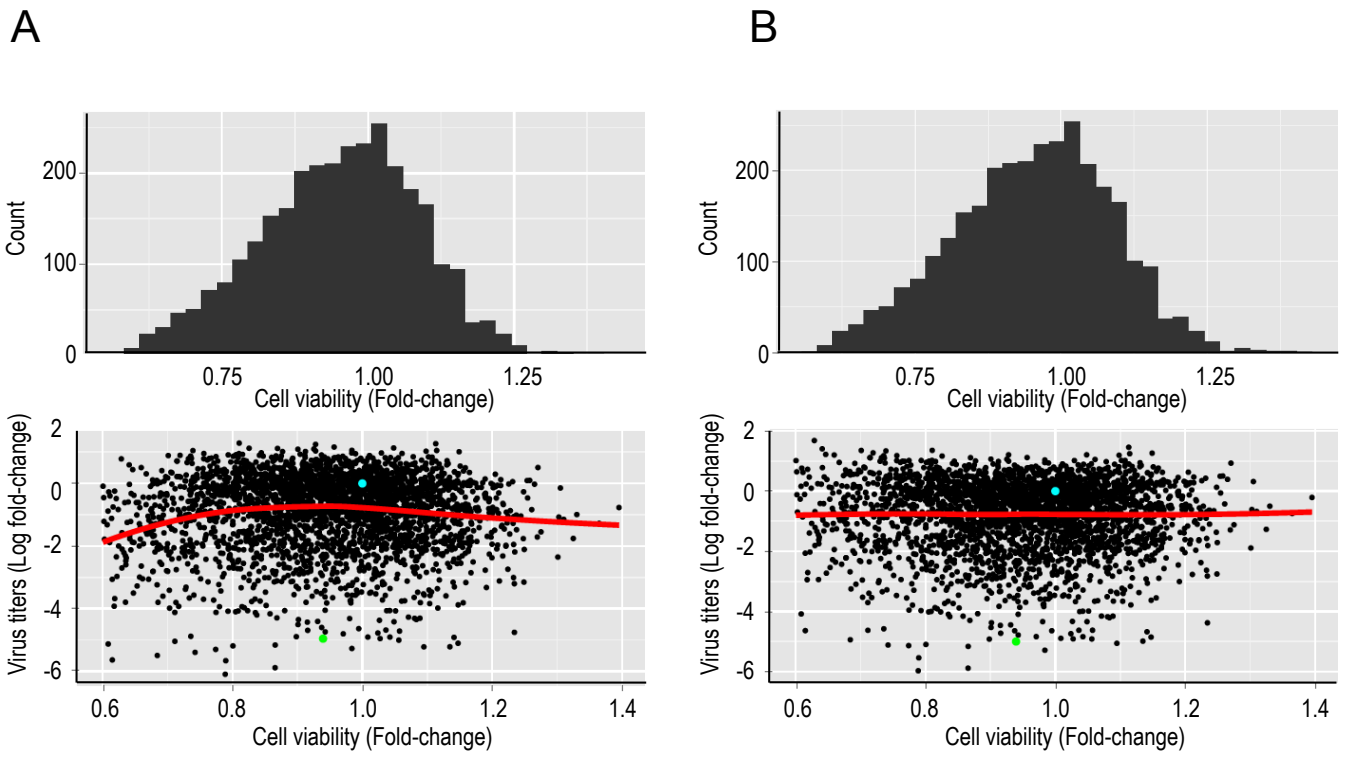 A
B
Count
200
100
0
0.75 1.00 1.25
Cell viability (Fold-change)
Count
200
100
0
0.75 1.00 1.25
Cell viability (Fold-change)
Virus titers (Log fold-change)
2
0
-2
-4
-6
0.6 0.8 1.0 1.2 1.4
Cell viability (Fold-change)
Virus titers (Log fold-change)
2
0
-2
-4
-6
0.6 0.8 1.0 1.2 1.4
Cell viability (Fold-change)